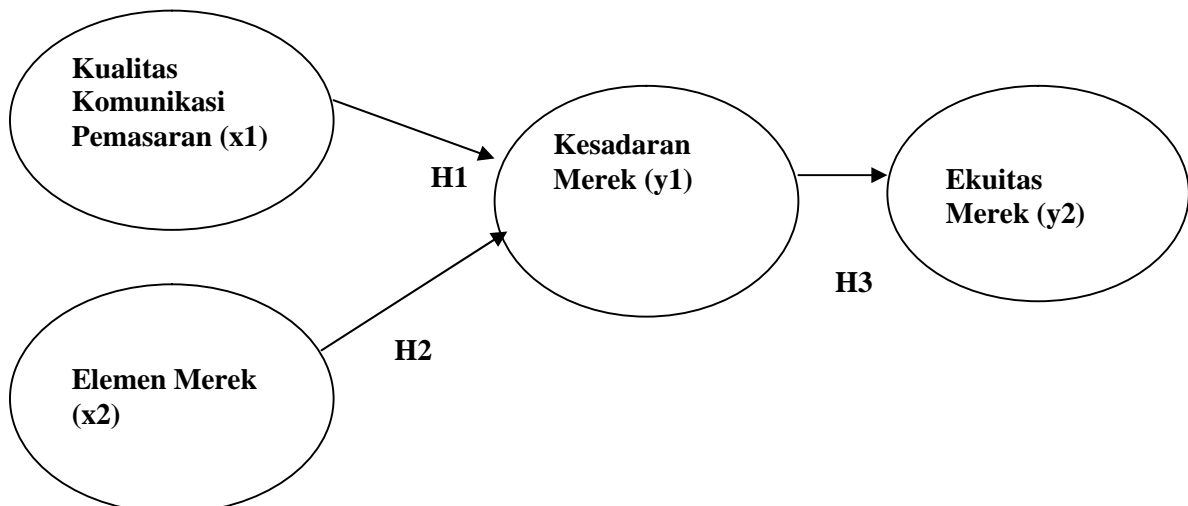 Kualitas
Komunikasi
Pemasaran (x1)
H1
Kesadaran
Merek (y1)
Ekuitas
Merek (y2)
H3
H2
Elemen Merek
(x2)